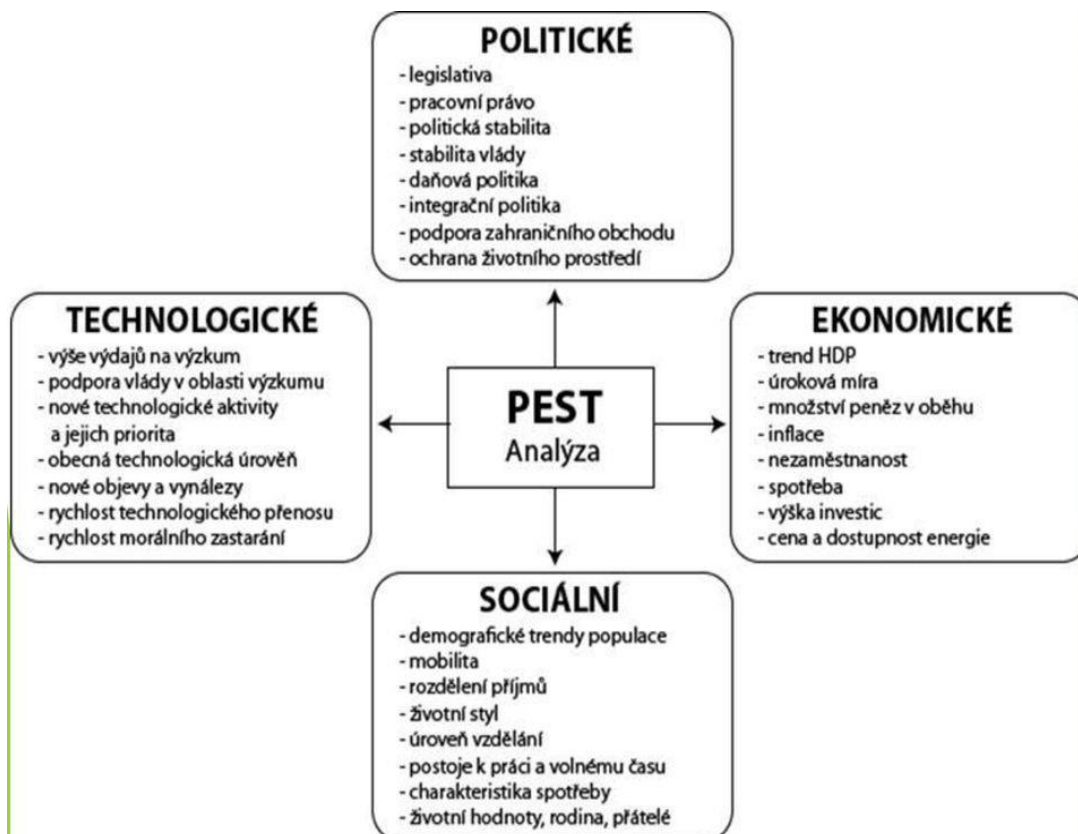 POLITICKÉ
- legislativa
- pracovní právo
- politická stabilita
- stabilita vlády
- daňová politika
- integrační politika
- podpora zahraničního obchodu
- ochrana životního prostředí
TECHNOLOGICKÉ
- výše výdajů na výzkum
- podpora vlády v oblasti výzkumu
- nové technologické aktivity
a jejich priorita
- obecná technologická úrověň
- nové objevy a vynálezy
- rychlost technologického přenosu
- rychlost morálního zastarání
PEST
Analýza
EKONOMICKÉ
- trend HDP
- úroková míra
- množství peněz v oběhu
- inflace
- nezaměstnanost
- spotřeba
- výška investic
- cena a dostupnost energie
SOCIÁLNÍ
- demografické trendy populace
- mobilita
- rozdělení příjmů
- životní styl
- úroveň vzdělání
- postoje k práci a volnému času
- charakteristika spotřeby
- životní hodnoty, rodina, přátelé